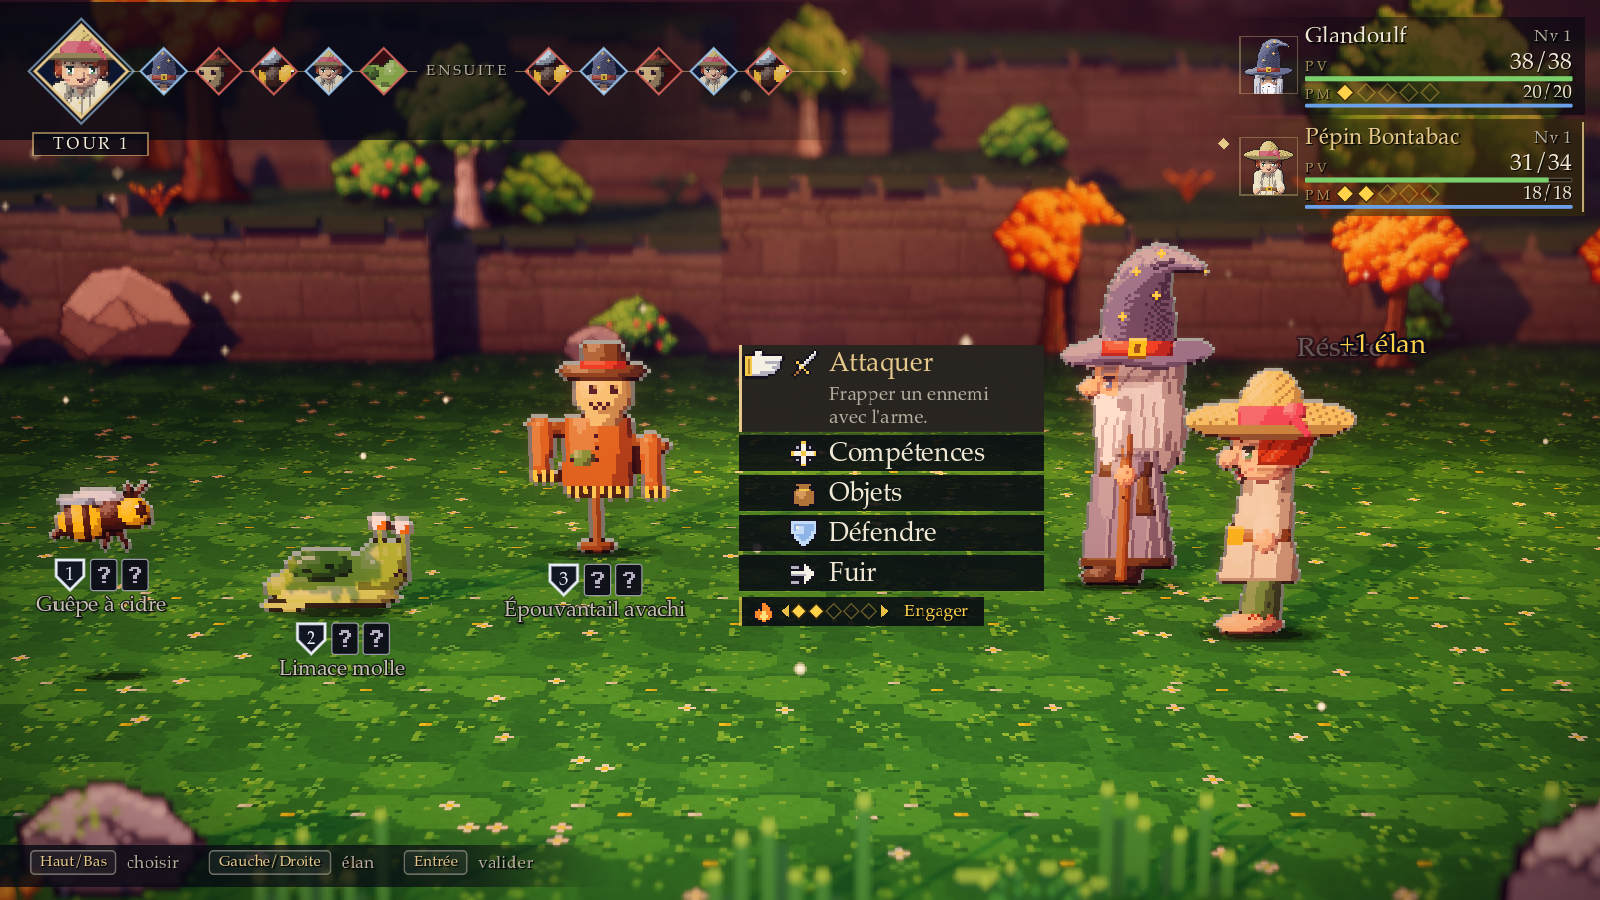 ENSUITE
TOUR 1
Glandoulf
Nv 1
PV
38/38
PM
20/20
Pépin Bontabac
Nv 1
PV
31/34
PM
18/18
+1 élan
Attaquer
Frapper un ennemi
avec l'arme.
Compétences
Objets
Défendre
Fuir
Engager
1 ? ?
Guêpe à cidre
2 ? ?
Limace molle
3 ? ?
Épouvantail avachi
Haut/Bas choisir Gauche/Droite élan Entrée valider